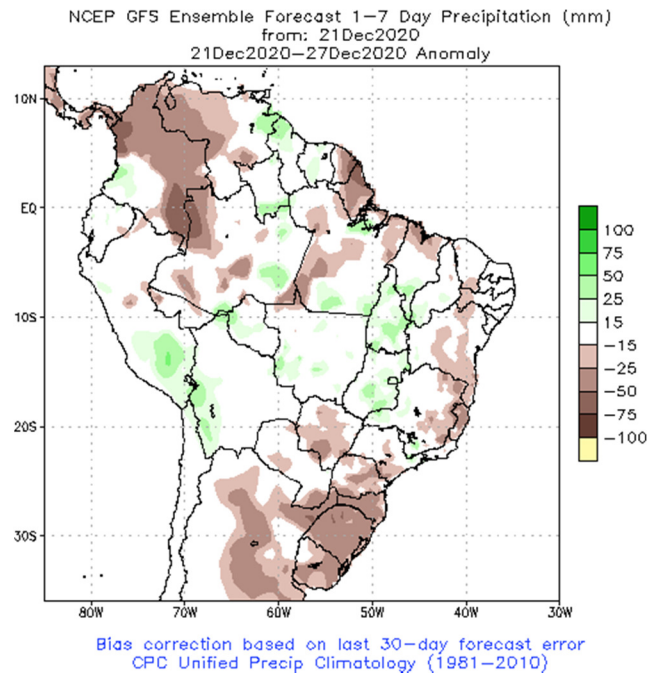 NCEP GFS Ensemble Forecast 1-7 Day Precipitation (mm)
from: 21Dec2020
21Dec2020-27Dec2020 Anomaly
10N
EQ
10S
20S
30S
80W
70W
60W
50W
40W
30W
100
75
50
25
15
-15
-25
-50
-75
-100
Bias correction based on last 30-day forecast error
CPC Unified Precip Climatology (1981-2010)